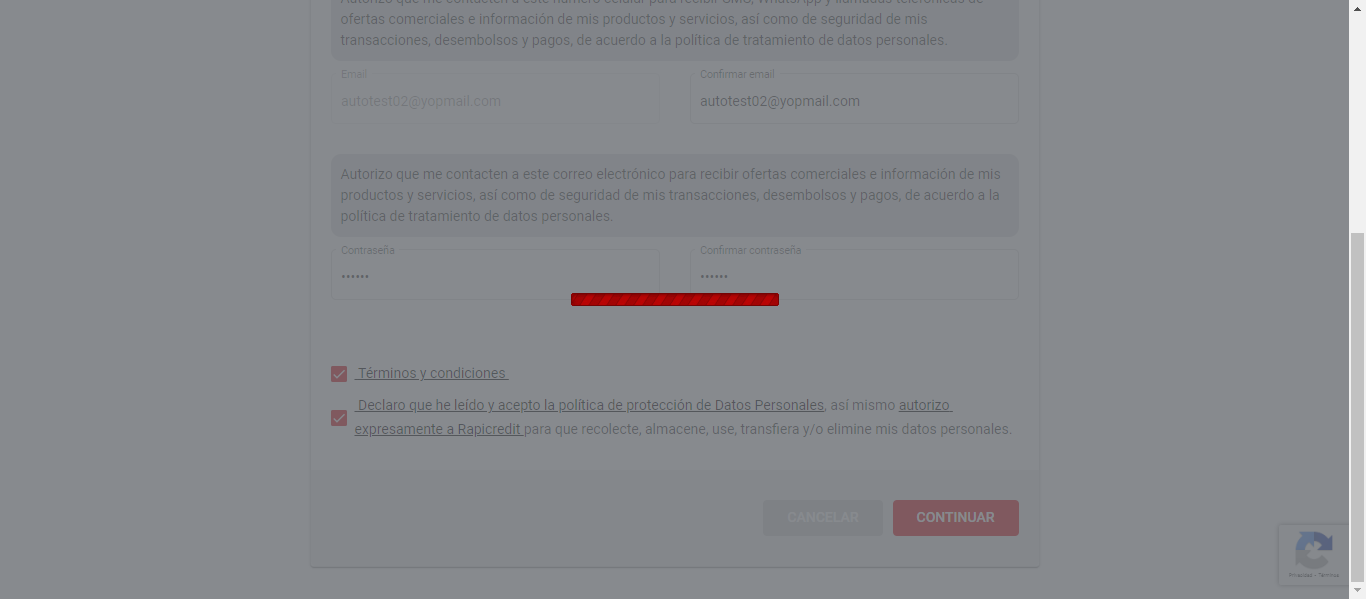 Autorizo que me contacten a este número celular para recibir SMS, WhatsApp y llamadas telefónicas de
ofertas comerciales e información de mis productos y servicios, así como de seguridad de mis
transacciones, desembolsos y pagos, de acuerdo a la política de tratamiento de datos personales.
Email
Confirmar email
autotest02@yopmail.com
autotest02@yopmail.com
Autorizo que me contacten a este correo electrónico para recibir ofertas comerciales e información de mis
productos y servicios, así como de seguridad de mis transacciones, desembolsos y pagos, de acuerdo a la
política de tratamiento de datos personales.
Contraseña
Confirmar contraseña
••••••
••••••
Términos y condiciones
Declaro que he leído y acepto la política de protección de Datos Personales, así mismo autorizo
expresamente a Rapicredit para que recolecte, almacene, use, transfiera y/o elimine mis datos personales.
CANCELAR
CONTINUAR
Privacidad - Términos